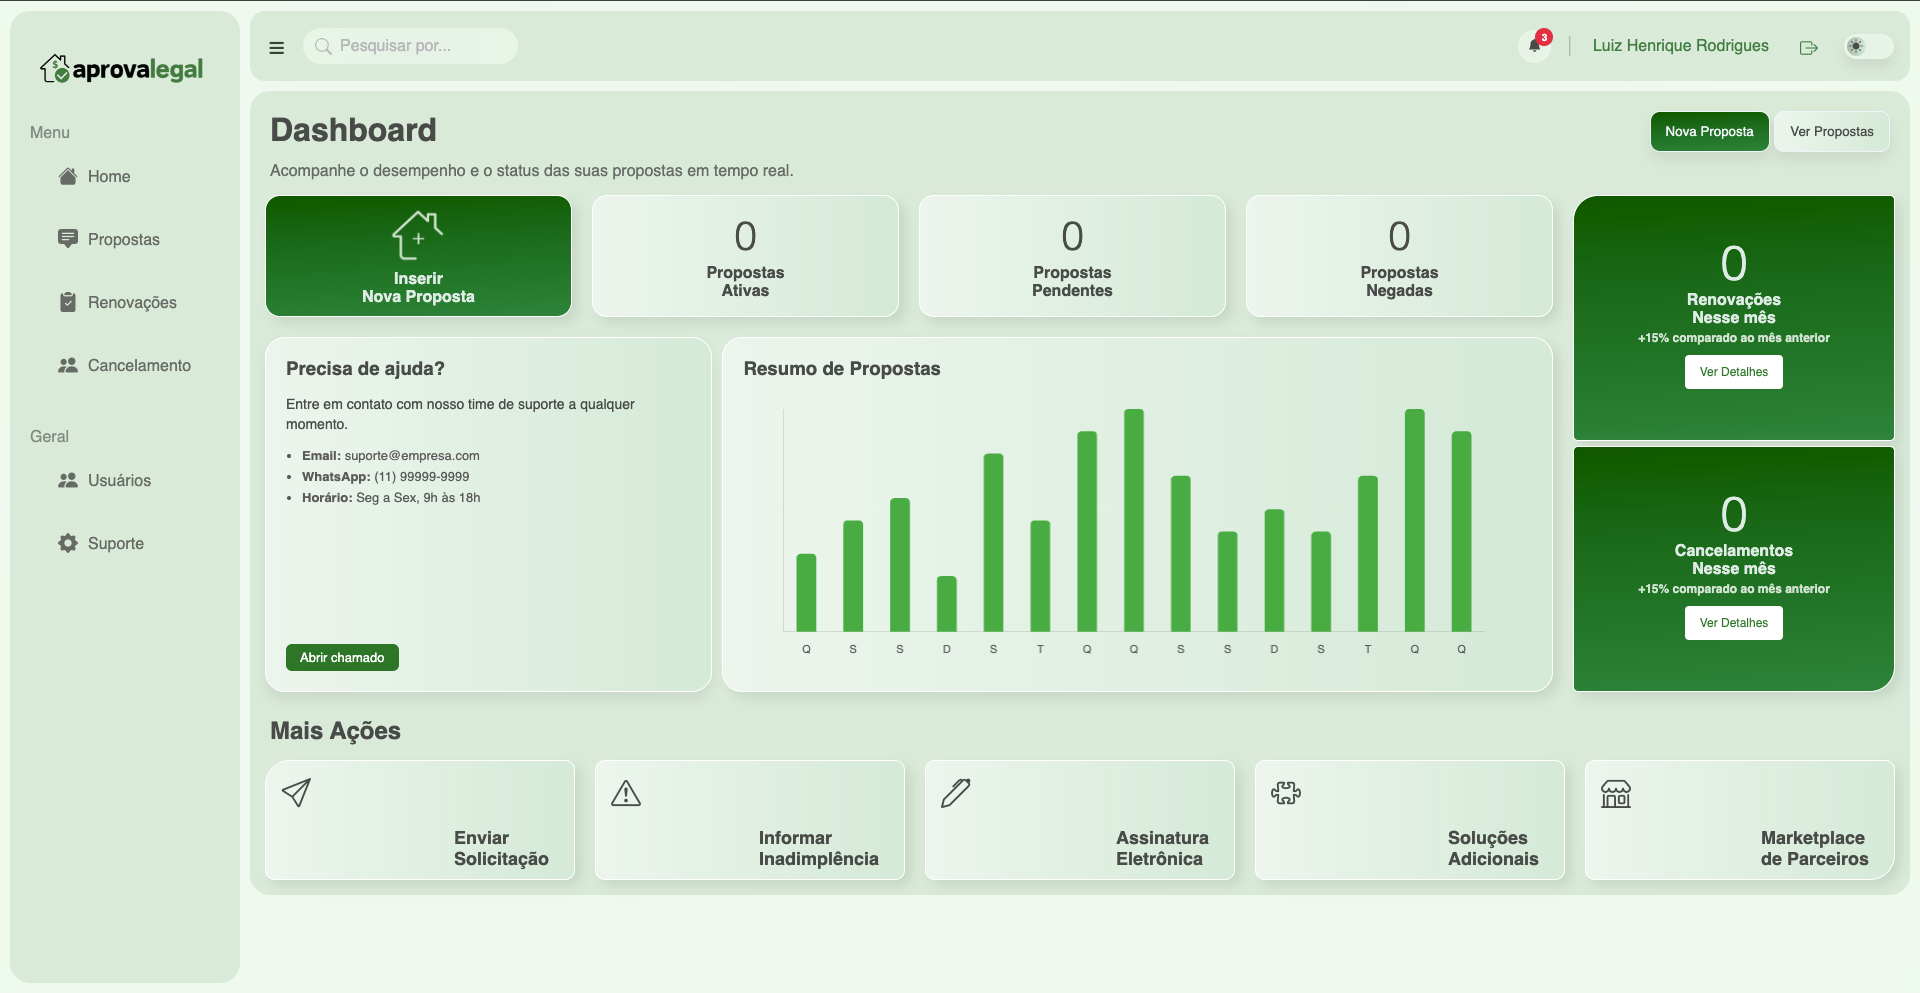 aprovalegal
Menu
Home
Propostas
Renovações
Cancelamento
Geral
Usuários
Suporte
Pesquisar por...
3
Luiz Henrique Rodrigues
Dashboard
Acompanhe o desempenho e o status das suas propostas em tempo real.
Nova Proposta
Ver Propostas
Inserir
Nova Proposta
0
Propostas
Ativas
0
Propostas
Pendentes
0
Propostas
Negadas
0
Renovações
Nesse mês
+15% comparado ao mês anterior
Ver Detalhes
Precisa de ajuda?
Entre em contato com nosso time de suporte a qualquer
momento.
• Email: suporte@empresa.com
• WhatsApp: (11) 99999-9999
• Horário: Seg a Sex, 9h às 18h
Abrir chamado
Resumo de Propostas
Q S S D S T Q Q S S D S T Q Q
0
Cancelamentos
Nesse mês
+15% comparado ao mês anterior
Ver Detalhes
Mais Ações
Enviar
Solicitação
Informar
Inadimplência
Assinatura
Eletrônica
Soluções
Adicionais
Marketplace
de Parceiros